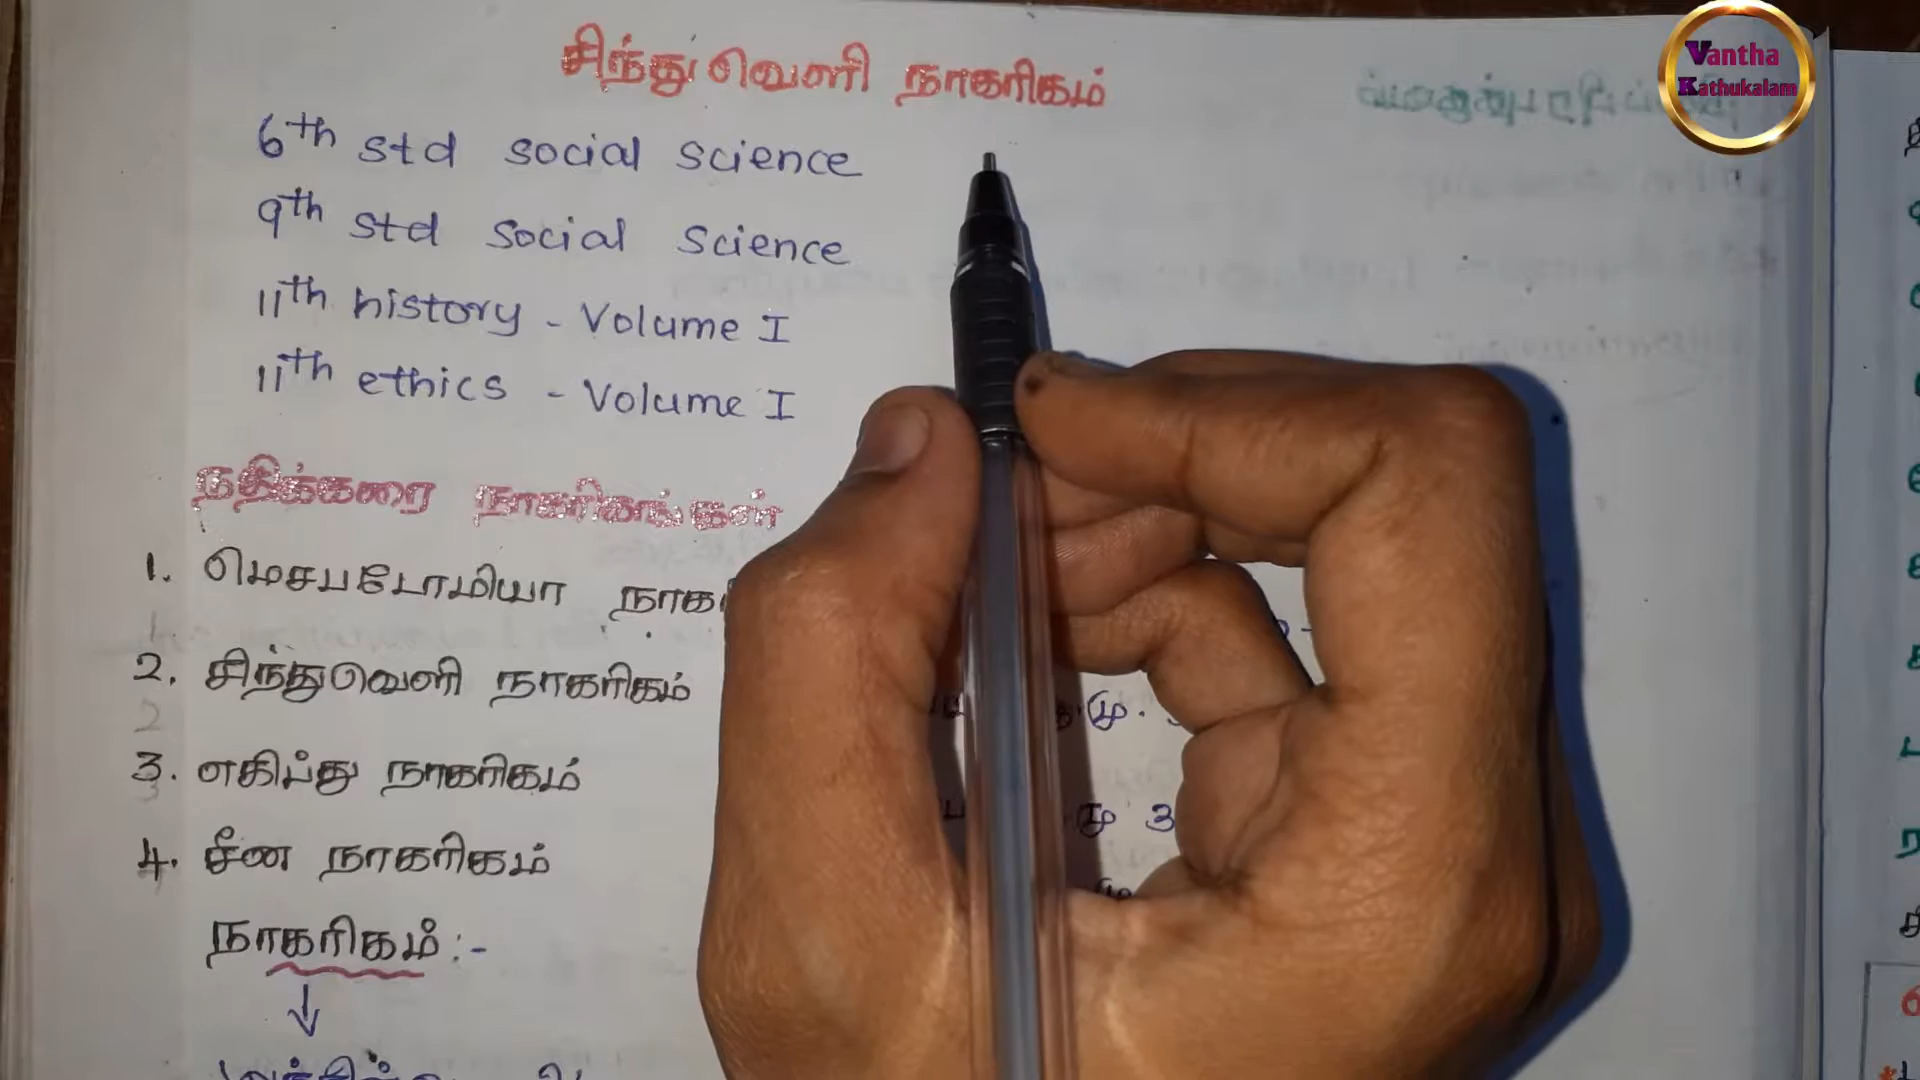 சிந்துவெளி நாகரிகம்
Vantha
Kathukalam
6th std social science
9th std social science
11th history - Volume I
11th ethics - Volume I
நதிக்கரை நாகரிகங்கள்
1. மெசபடோமியா
2. சிந்துவெளி நாகரிகம்
3. எகிப்து நாகரிகம்
4. சீன நாகரிகம்
நாகரிகம் :-